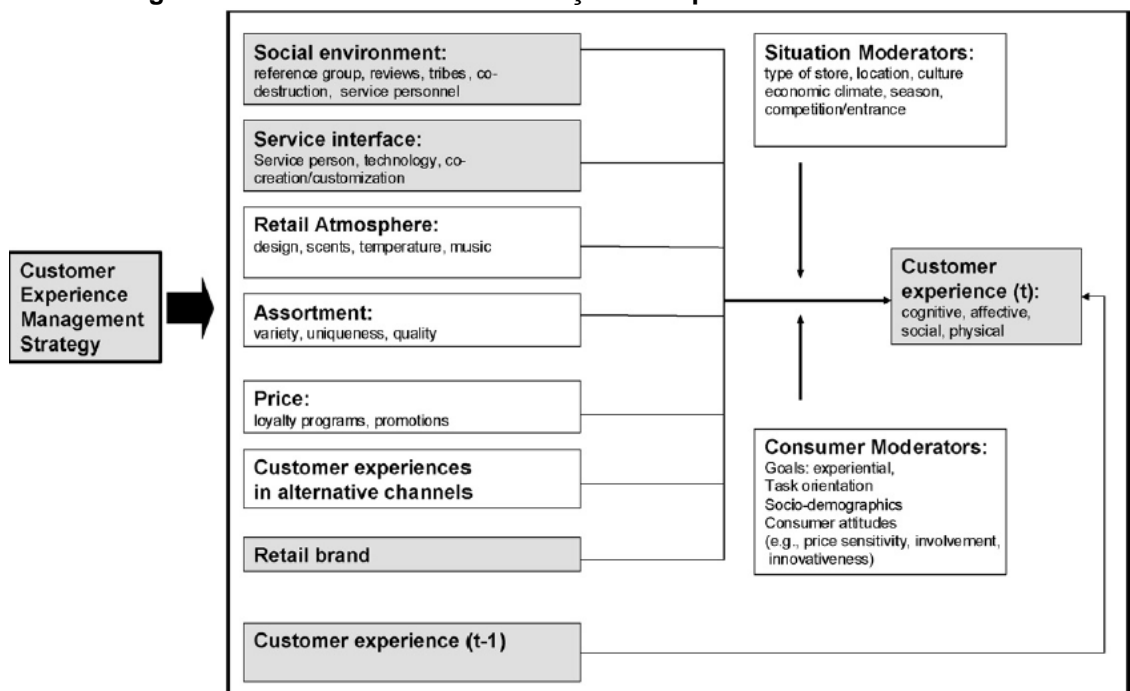 Social environment:
reference group, reviews, tribes, co-
destruction, service personnel
Service interface:
Service person, technology, co-
creation/customization
Retail Atmosphere:
design, scents, temperature, music
Assortment:
variety, uniqueness, quality
Price:
loyalty programs, promotions
Customer experiences
in alternative channels
Retail brand
Customer experience (t-1)
Customer
Experience
Management
Strategy
Situation Moderators:
type of store, location, culture
economic climate, season,
competition/entrance
Customer
experience (t):
cognitive, affective,
social, physical
Consumer Moderators:
Goals: experiential,
Task orientation
Socio-demographics
Consumer attitudes
(e.g., price sensitivity, involvement,
innovativeness)